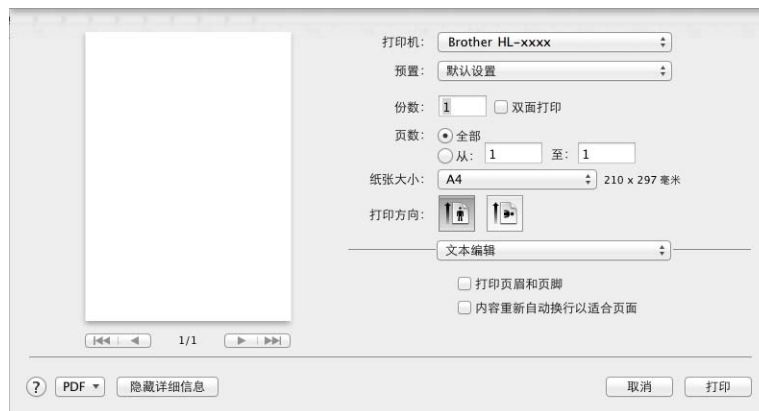 打印机： Brother HL-xxxx
预置： 默认设置
份数： 1 双面打印
页数： 全部
从： 1 至： 1
纸张大小： A4 210 x 297 毫米
打印方向：
文本编辑
打印页眉和页脚
内容重新自动换行以适合页面
1/1
? PDF 隐藏详细信息 取消 打印